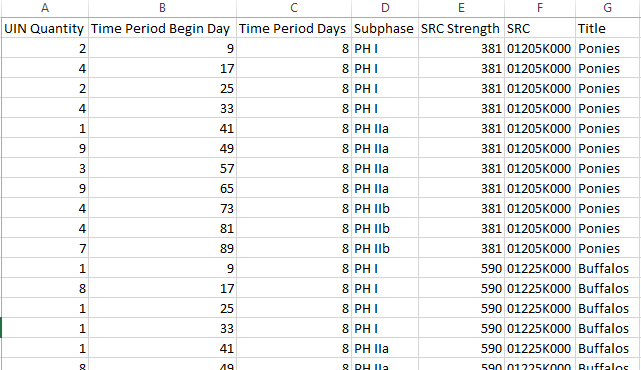 A B C D E F G
UIN Quantity Time Period Begin Day Time Period Days Subphase SRC Strength SRC Title
2 9 8 PH I 381 01205K000 Ponies
4 17 8 PH I 381 01205K000 Ponies
2 25 8 PH I 381 01205K000 Ponies
4 33 8 PH I 381 01205K000 Ponies
1 41 8 PH IIa 381 01205K000 Ponies
9 49 8 PH IIa 381 01205K000 Ponies
3 57 8 PH IIa 381 01205K000 Ponies
9 65 8 PH IIa 381 01205K000 Ponies
4 73 8 PH IIb 381 01205K000 Ponies
4 81 8 PH IIb 381 01205K000 Ponies
7 89 8 PH IIb 381 01205K000 Ponies
1 9 8 PH I 590 01225K000 Buffalos
8 17 8 PH I 590 01225K000 Buffalos
1 25 8 PH I 590 01225K000 Buffalos
1 33 8 PH I 590 01225K000 Buffalos
1 41 8 PH IIa 590 01225K000 Buffalos
8 49 8 PH IIa 590 01225K000 Buffalos